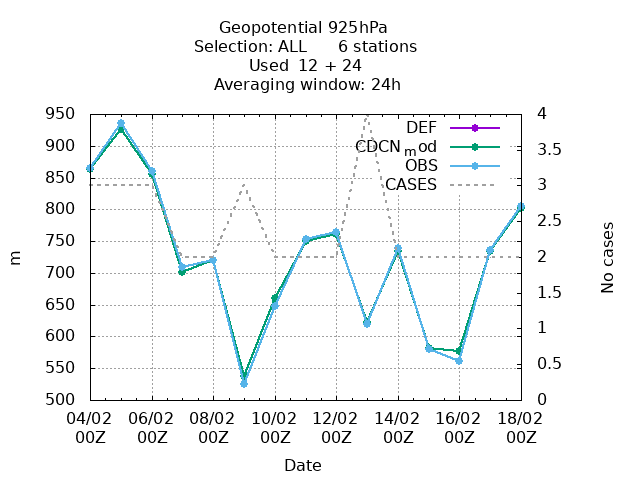 Geopotential 925hPa
Selection: ALL 6 stations
Used 12 + 24
Averaging window: 24h
950
900
850
800
750
700
650
600
550
500
m
4
3.5
3
2.5
2
1.5
1
0.5
0
No cases
DEF
CDCN_mod
OBS
CASES
04/02 06/02 08/02 10/02 12/02 14/02 16/02 18/02
00Z 00Z 00Z 00Z 00Z 00Z 00Z 00Z
Date